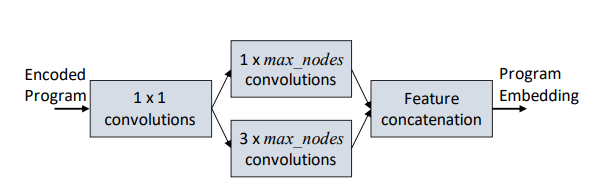 Encoded
Program
1 x 1
convolutions
1 x max_nodes
convolutions
3 x max_nodes
convolutions
Feature
concatenation
Program
Embedding